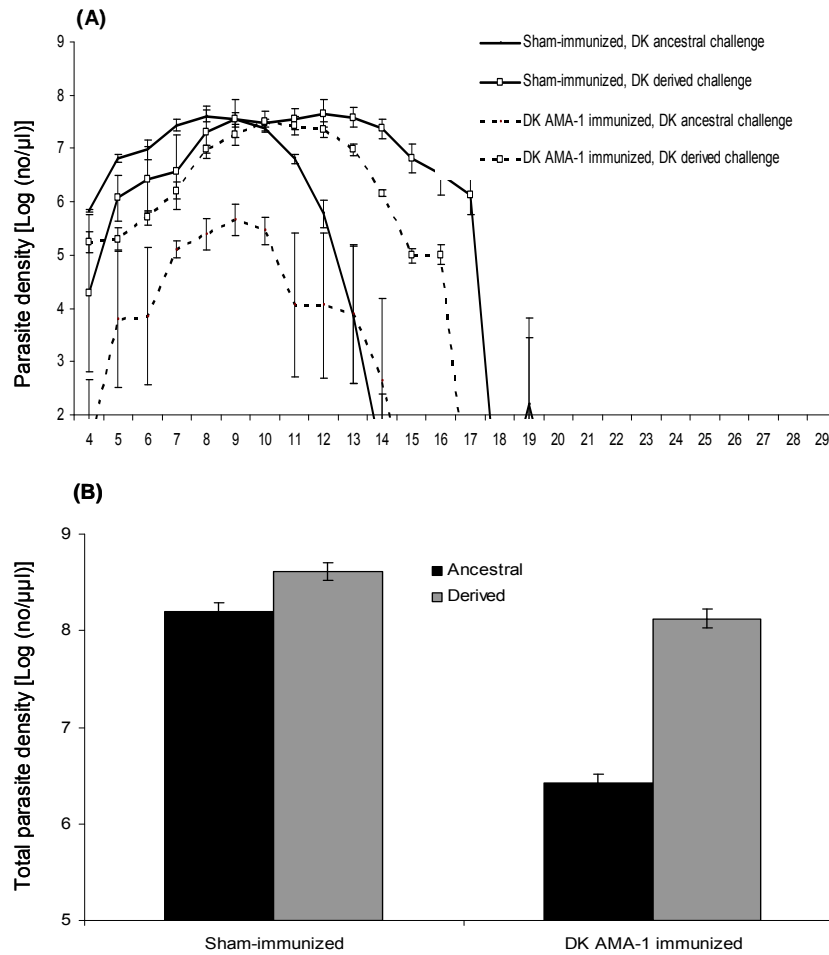 (A)
Parasite density [Log (no/µl)]
9
8
7
6
5
4
3
2
4 5 6 7 8 9 10 11 12 13 14 15 16 17 18 19 20 21 22 23 24 25 26 27 28 29
Sham-immunized, DK ancestral challenge
Sham-immunized, DK derived challenge
DK AMA-1 immunized, DK ancestral challenge
DK AMA-1 immunized, DK derived challenge
(B)
Total parasite density [Log (no/µµl)]
9
8
7
6
5
Ancestral
Derived
Sham-immunized
DK AMA-1 immunized